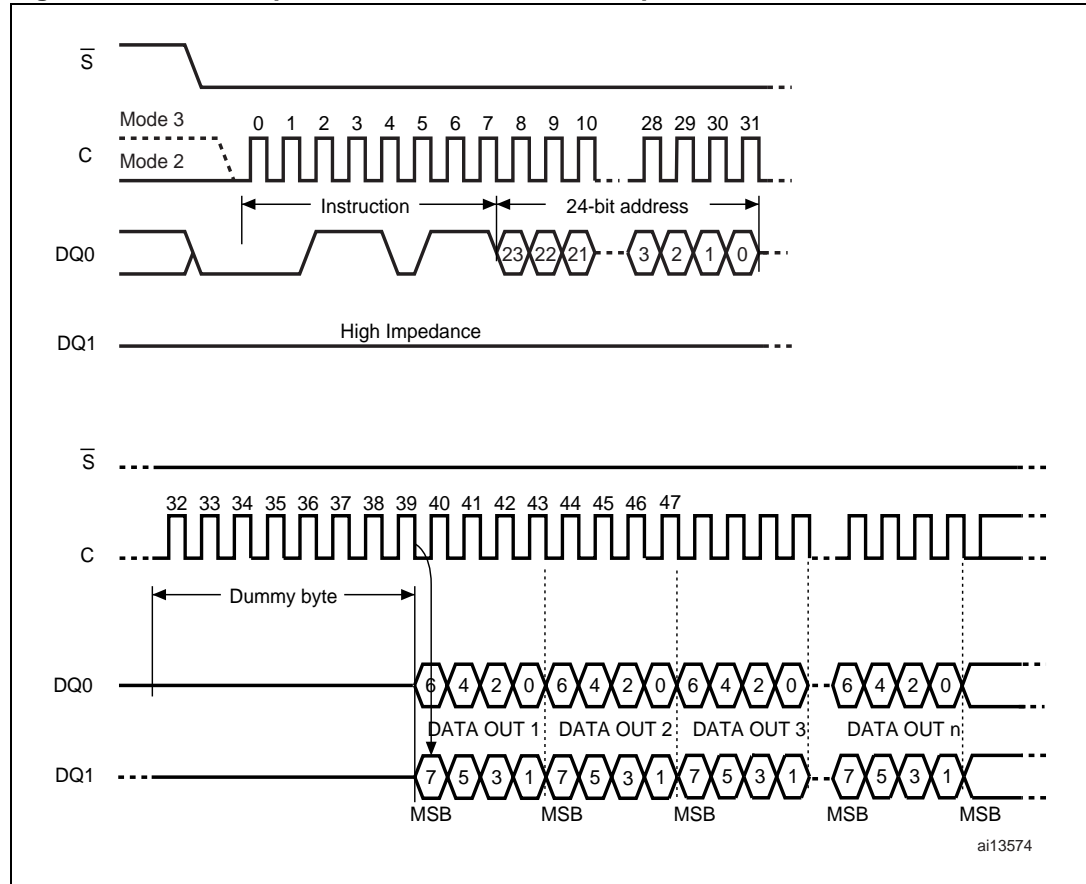 S
Mode 3
0 1 2 3 4 5 6 7 8 9 10 28 29 30 31
C
Mode 2
Instruction 24-bit address
DQ0 23 22 21 3 2 1 0
High Impedance
DQ1
S
32 33 34 35 36 37 38 39 40 41 42 43 44 45 46 47
C
Dummy byte
DQ0 6 4 2 0 6 4 2 0 6 4 2 0 6 4 2 0
DATA OUT 1 DATA OUT 2 DATA OUT 3 DATA OUT n
DQ1 7 5 3 1 7 5 3 1 7 5 3 1 7 5 3 1
MSB MSB MSB MSB MSB
ai13574